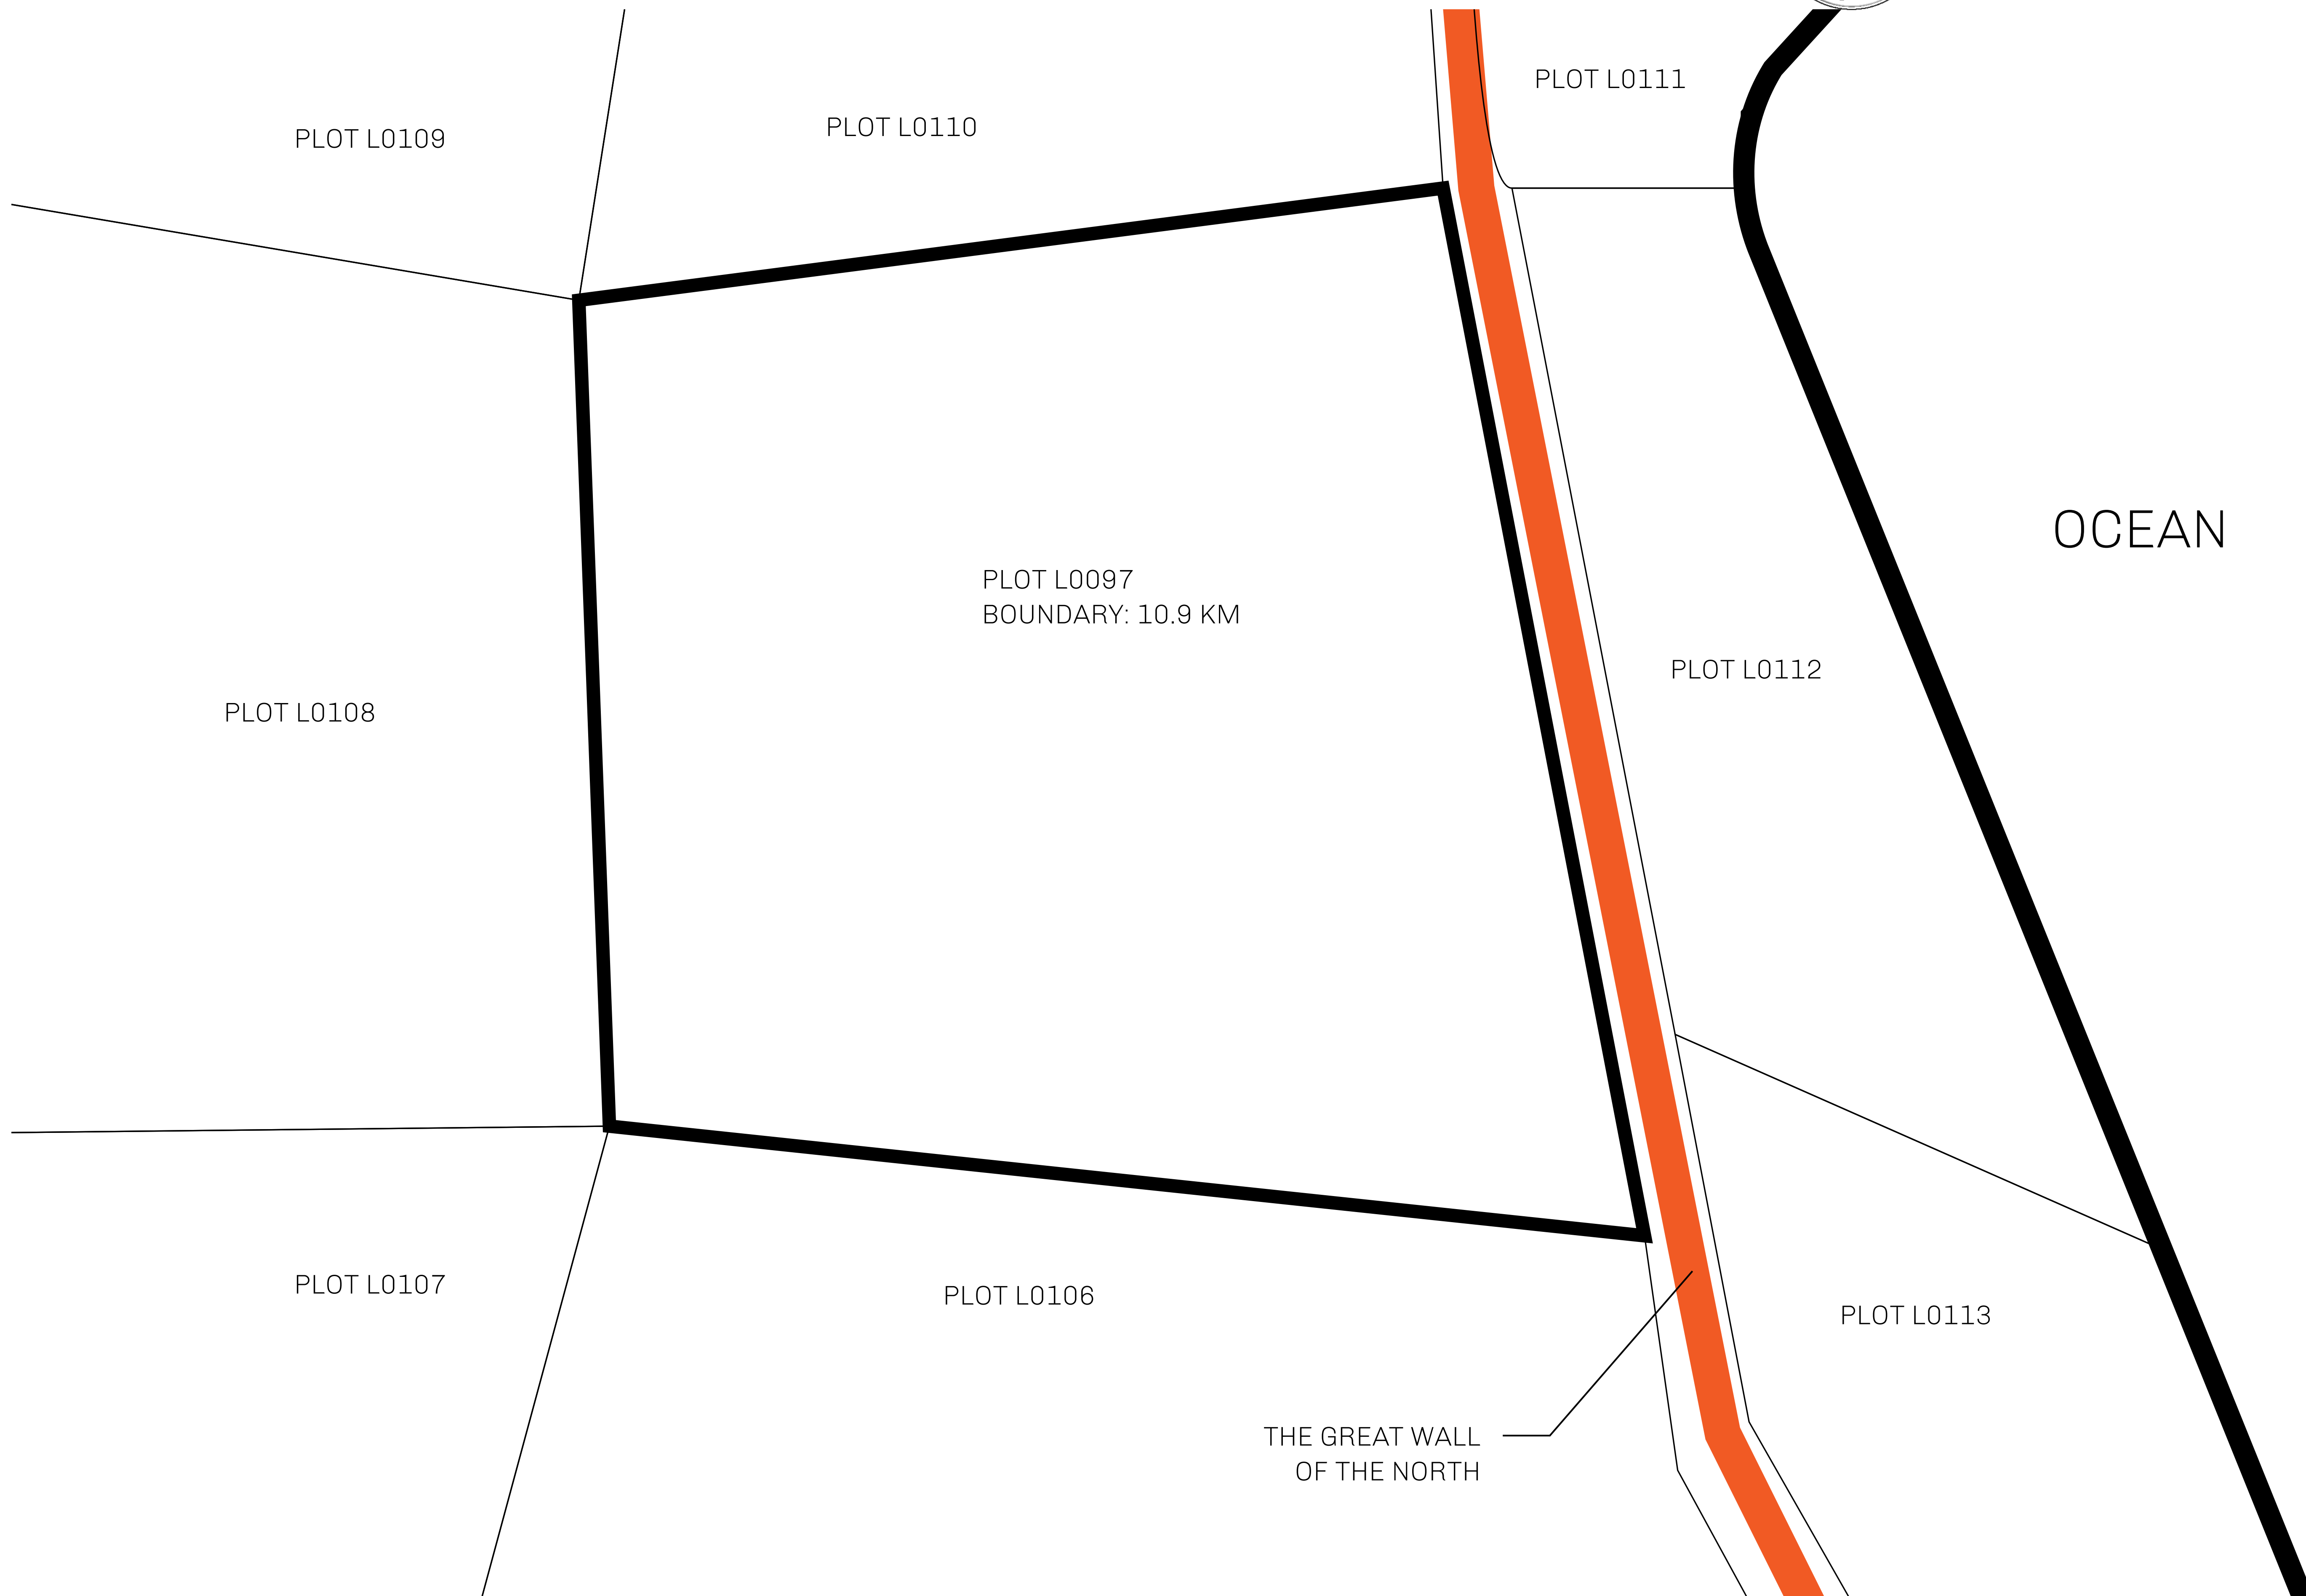 PLOT L0111
PLOT L0110
PLOT L0109
OCEAN
PLOT L0097
BOUNDARY: 10.9 KM
PLOT L0112
PLOT L0108
PLOT L0107
PLOT L0106
PLOT L0113
THE GREAT WALL
OF THE NORTH